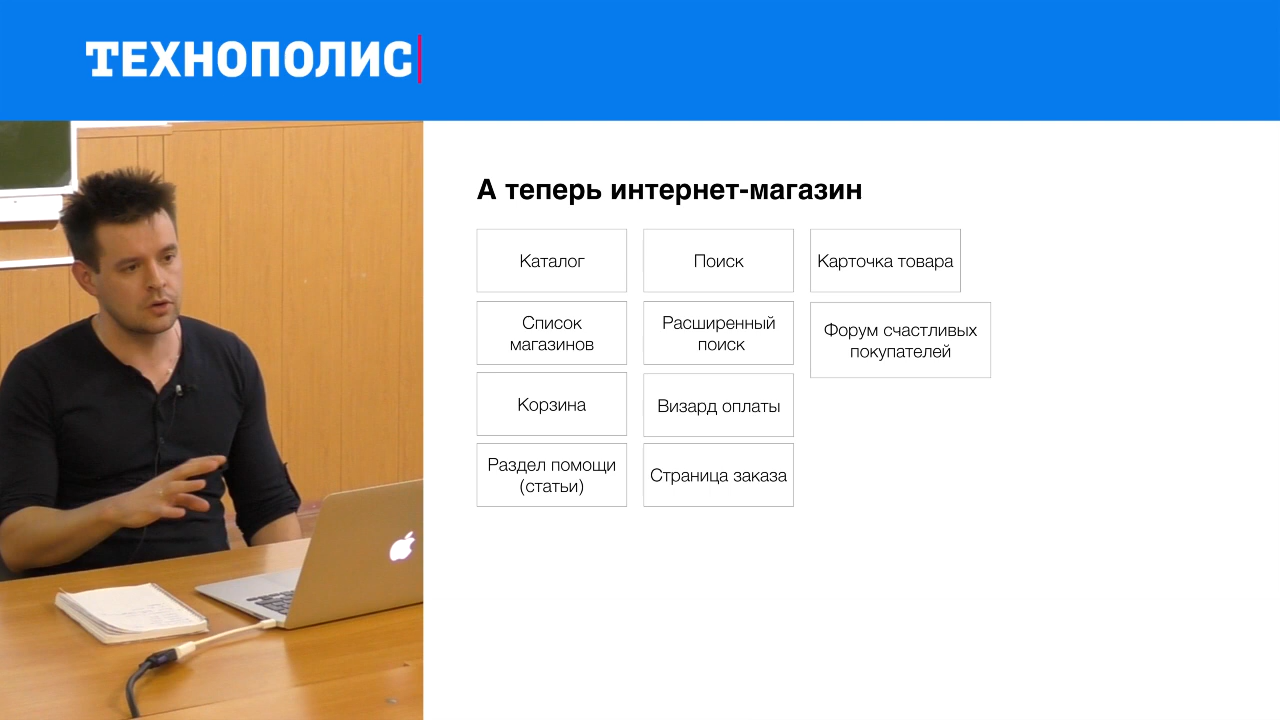 ТЕХНОПОЛИС
А теперь интернет-магазин
Каталог
Поиск
Карточка товара
Список
магазинов
Расширенный
поиск
Форум счастливых
покупателей
Корзина
Визард оплаты
Раздел помощи
(статьи)
Страница заказа